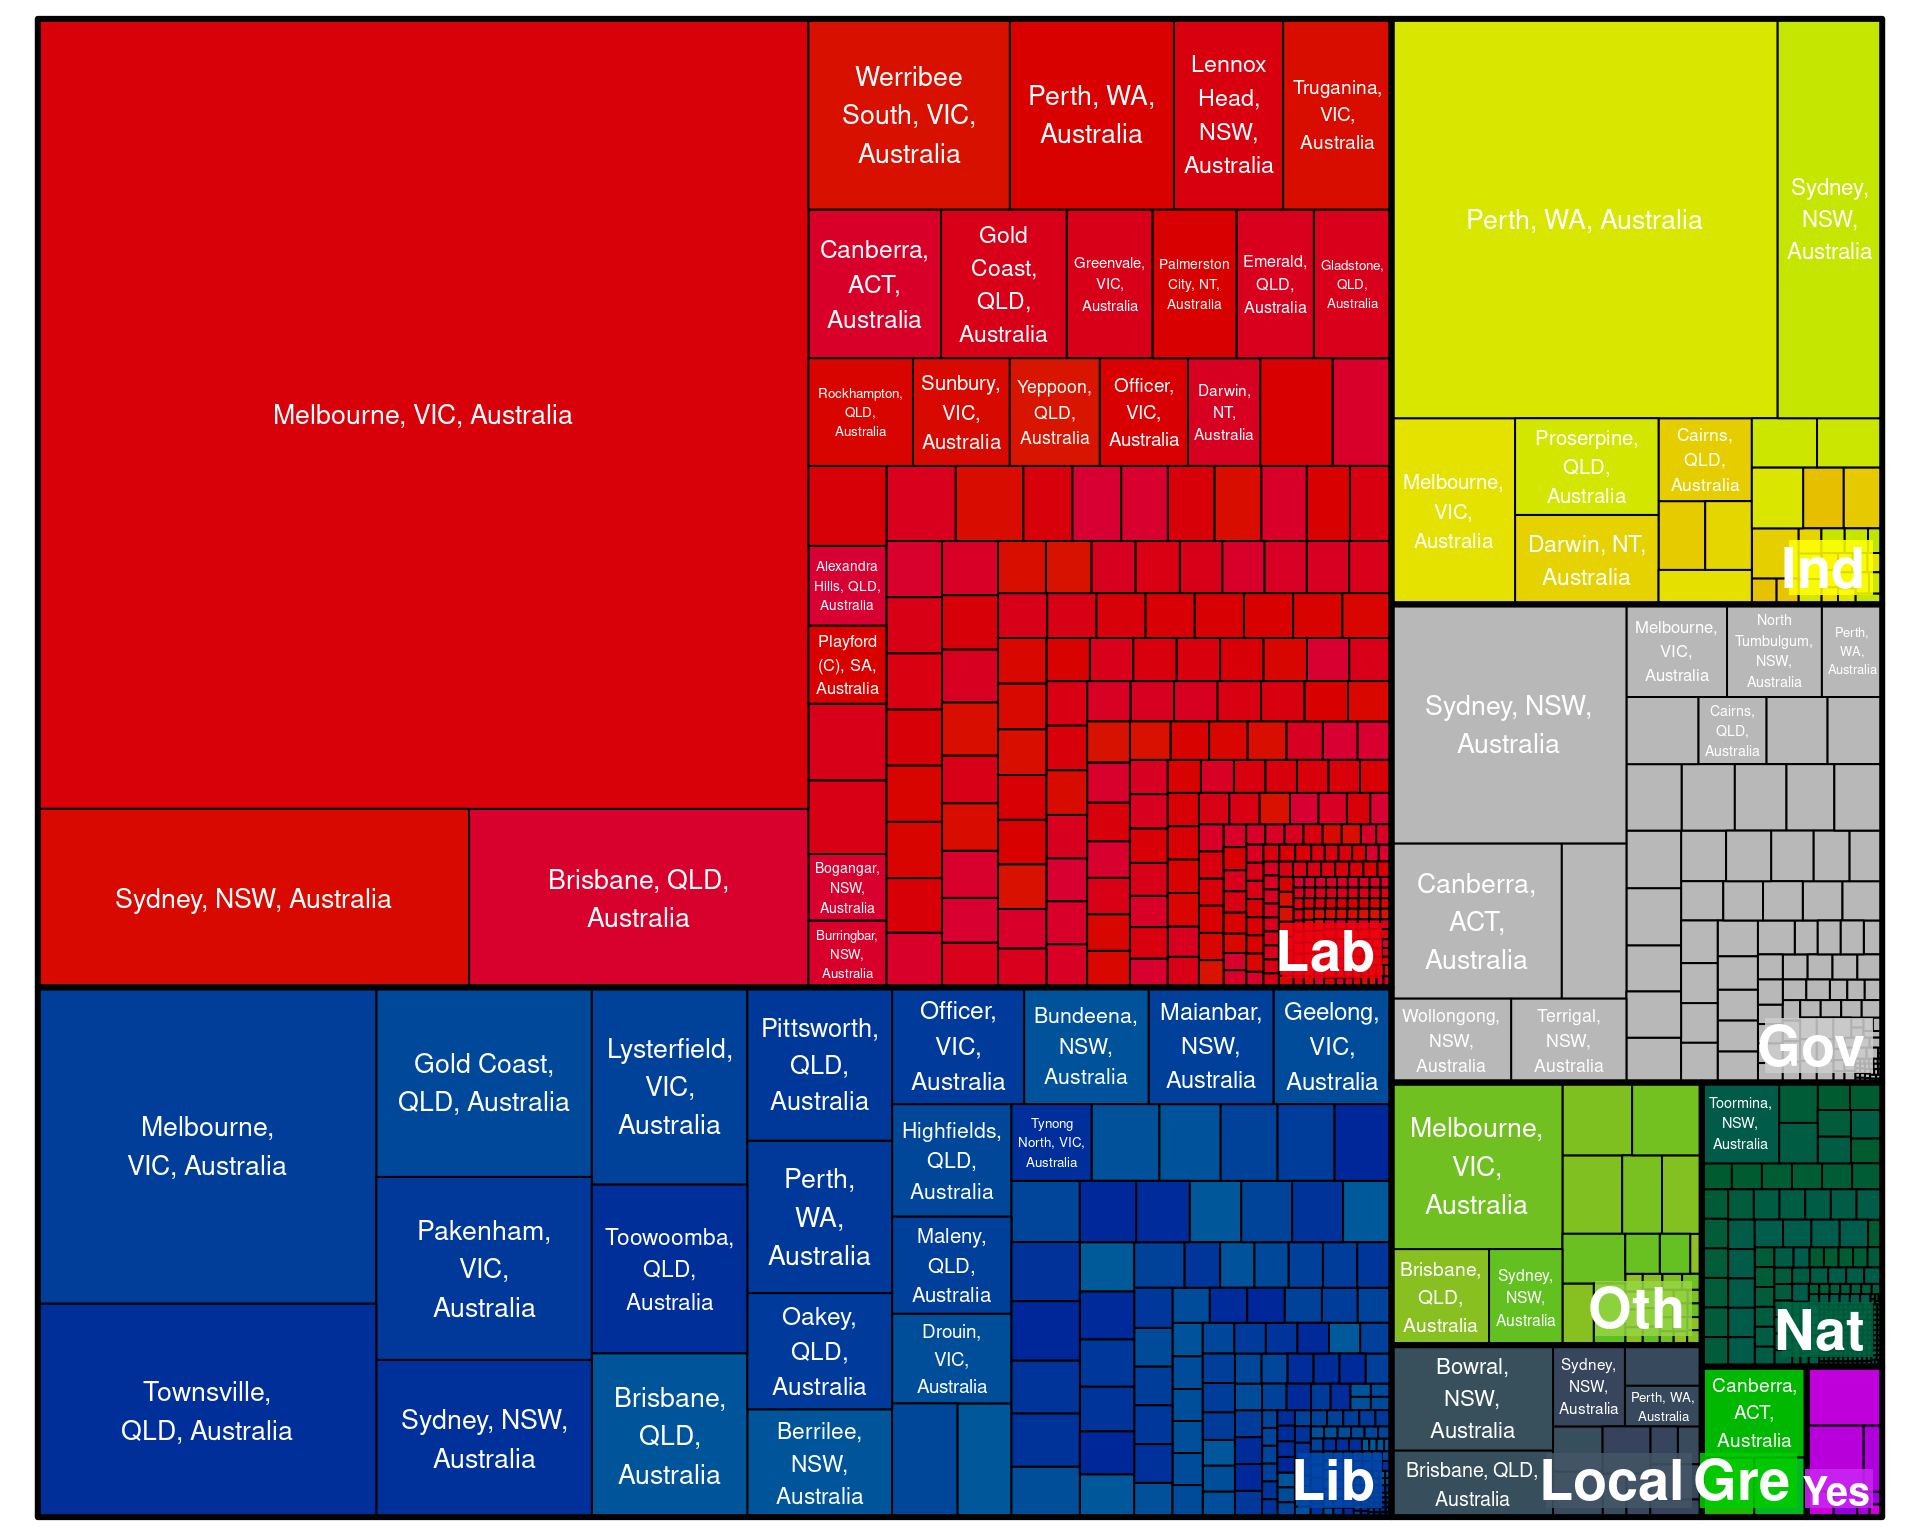 Melbourne, VIC, Australia
Sydney, NSW, Australia
Brisbane, QLD,
Australia
Werribee
South, VIC,
Australia
Perth, WA,
Australia
Lennox
Head,
NSW,
Australia
Truganina,
VIC,
Australia
Canberra,
ACT,
Australia
Gold
Coast,
QLD,
Australia
Greenvale,
VIC,
Australia
Palmerston
City, NT,
Australia
Emerald,
QLD,
Australia
Gladstone,
QLD,
Australia
Rockhampton,
QLD,
Australia
Sunbury,
VIC,
Australia
Yeppoon,
QLD,
Australia
Officer,
VIC,
Australia
Darwin,
NT,
Australia
Alexandra
Hills, QLD,
Australia
Playford
(C), SA,
Australia
Bogangar,
NSW,
Australia
Burringbar,
NSW,
Australia
Lab
Melbourne,
VIC, Australia
Townsville,
QLD, Australia
Gold Coast,
QLD, Australia
Pakenham,
VIC,
Australia
Sydney, NSW,
Australia
Lysterfield,
VIC,
Australia
Toowoomba,
QLD,
Australia
Brisbane,
QLD,
Australia
Pittsworth,
QLD,
Australia
Perth,
WA,
Australia
Oakey,
QLD,
Australia
Berrilee,
NSW,
Australia
Officer,
VIC,
Australia
Bundeena,
NSW,
Australia
Maianbar,
NSW,
Australia
Geelong,
VIC,
Australia
Highfields,
QLD,
Australia
Tynong
North, VIC,
Australia
Maleny,
QLD,
Australia
Drouin,
VIC,
Australia
Lib
Perth, WA, Australia
Sydney,
NSW,
Australia
Melbourne,
VIC,
Australia
Proserpine,
QLD,
Australia
Darwin, NT,
Australia
Cairns,
QLD,
Australia
Ind
Sydney, NSW,
Australia
Melbourne,
VIC,
Australia
North
Tumbulgum,
NSW,
Australia
Perth,
WA,
Australia
Cairns,
QLD,
Australia
Canberra,
ACT,
Australia
Wollongong,
NSW,
Australia
Terrigal,
NSW,
Australia
Gov
Melbourne,
VIC,
Australia
Brisbane,
QLD,
Australia
Sydney,
NSW,
Australia
Oth
Toormina,
NSW,
Australia
Nat
Bowral,
NSW,
Australia
Sydney,
NSW,
Australia
Perth, WA,
Australia
Brisbane, QLD,
Australia
Local
Canberra,
ACT,
Australia
Gre
Yes